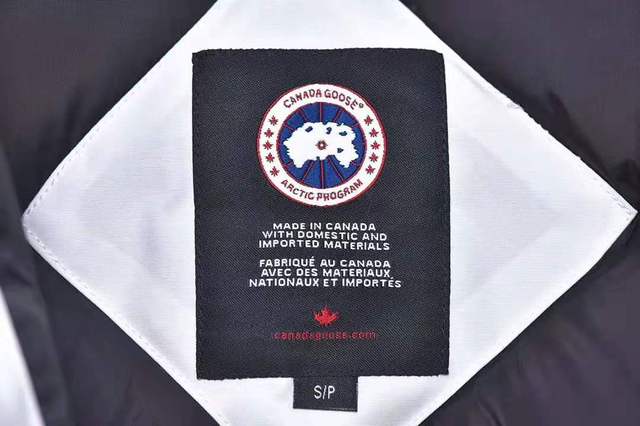 CANADA GOOSE®
ARCTIC PROGRAM
MADE IN CANADA
WITH DOMESTIC AND
IMPORTED MATERIALS
FABRIQUÉ AU CANADA
AVEC DES MATERIAUX
NATIONAUX ET IMPORTÉS
canadagoose.com
S/P